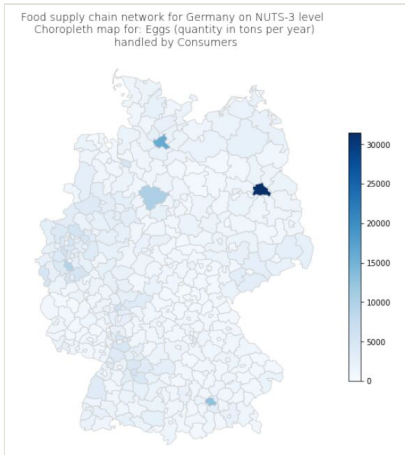 Food supply chain network for Germany on NUTS-3 level
Choropleth map for: Eggs (quantity in tons per year)
handled by Consumers
30000
25000
20000
15000
10000
5000
0